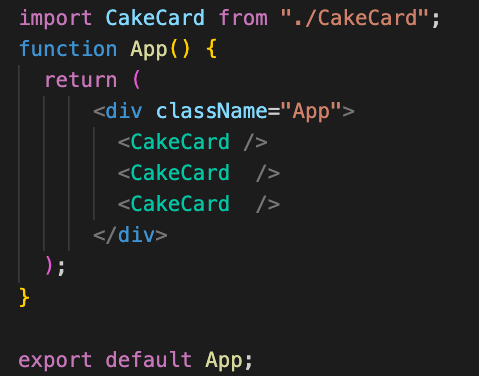 import CakeCard from "./CakeCard";
function App() {
  return (
      <div className="App">
        <CakeCard />
        <CakeCard  />
        <CakeCard  />
      </div>
  );
}

export default App;